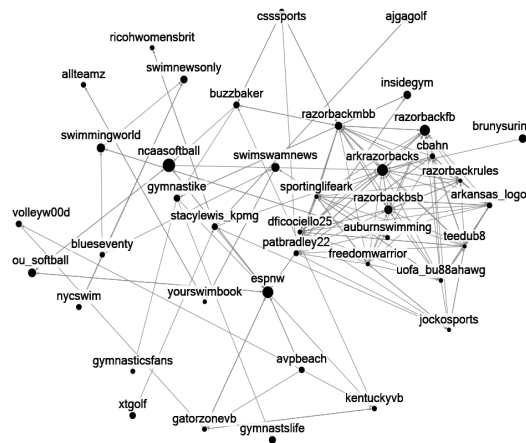 csssports
ajgagolf
ricohwomensbrit
swimnewsonly
allteamz
insidegym
buzzbaker
razorbackmbb
razorbackfb
swimmingworld
brunysurin
cbahn
ncaasoftball
swimswamnews
arkrazorbacks
razorbackrules
gymnastike
sportinglifeark
razorbackbsb
arkansas_logo
volleyw00d
stacylewis_kpmg
dficociello25
auburnswimming
teedub8
blueseventy
patbradley22
freedomwarrior
ou_softball
espnw
uofa_bu88ahawg
nycswim
yourswimbook
jockosports
gymnasticsfans
avpbeach
xtgolf
kentuckyvb
gatorzonevb
gymnastslife